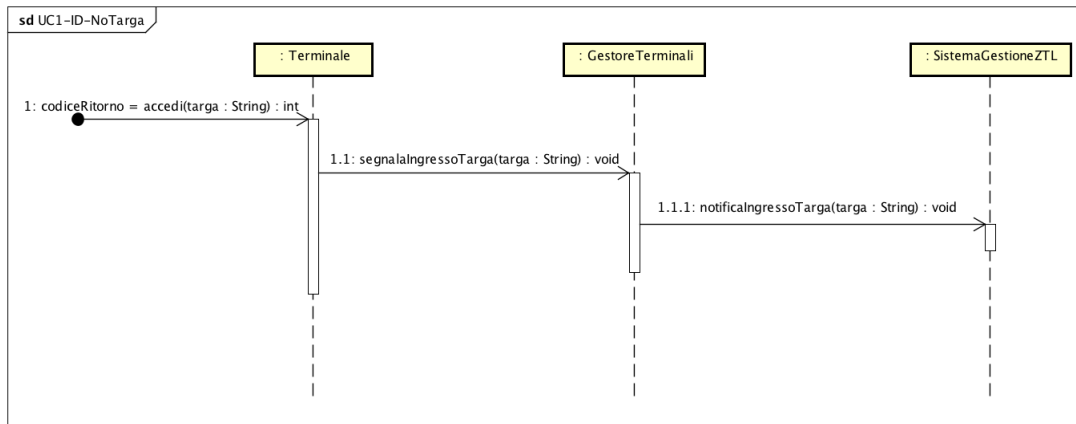 sd UC1-ID-NoTarga
: Terminale
: GestoreTerminali
: SistemaGestioneZTL
1: codiceRitorno = accedi(targa : String) : int
1.1: segnalaIngressoTarga(targa : String) : void
1.1.1: notificaIngressoTarga(targa : String) : void